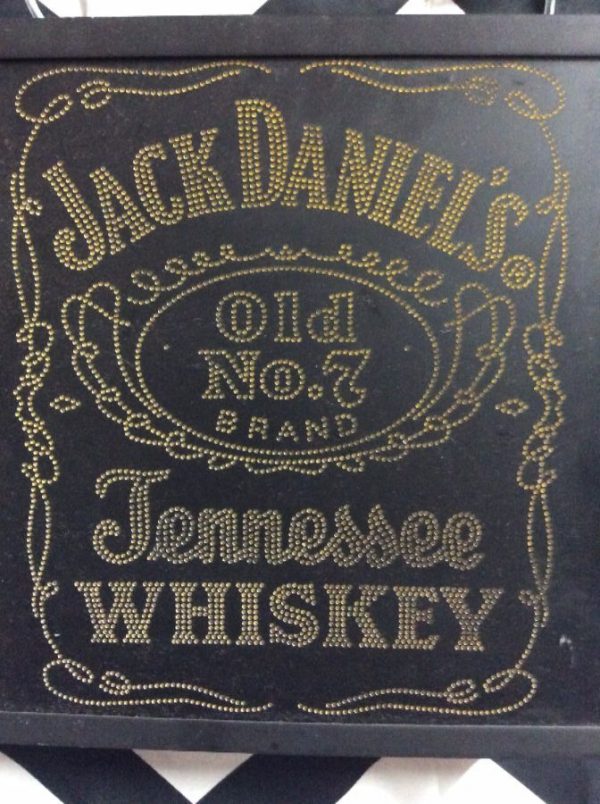 JACK DANIEL'S®
Old
No.7
BRAND
Tennessee
WHISKEY